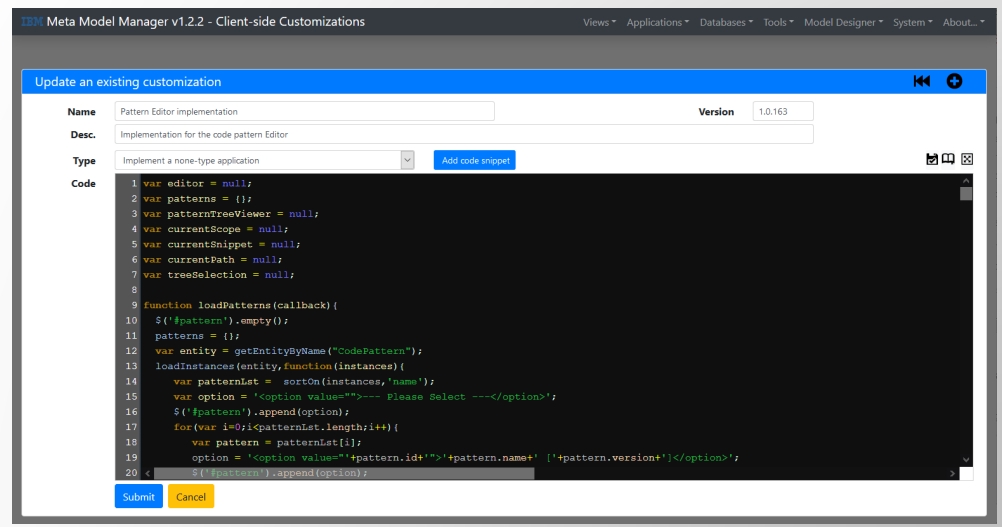 IBM Meta Model Manager v1.2.2 - Client-side Customizations Views Applications Databases Tools Model Designer System About...
Update an existing customization
Name Pattern Editor implementation Version 1.0.163
Desc. Implementation for the code pattern Editor
Type Implement a none-type application Add code snippet
Code
1 var editor = null;
2 var patterns = {};
3 var patternTreeViewer = null;
4 var currentScope = null;
5 var currentSnippet = null;
6 var currentPath = null;
7 var treeSelection = null;
8
9 function loadPatterns(callback){
10 $('#pattern').empty();
11 patterns = {};
12 var entity = getEntityByName("CodePattern");
13 loadInstances(entity,function(instances){
14 var patternLst = sortOn(instances,'name');
15 var option = '<option value="">--- Please Select ---</option>';
16 $('#pattern').append(option);
17 for(var i=0;i<patternLst.length;i++){
18 var pattern = patternLst[i];
19 option = '<option value="'+pattern.id+'">'+pattern.name+' ['+pattern.version+']</option>';
20 $('#pattern').append(option);
Submit Cancel